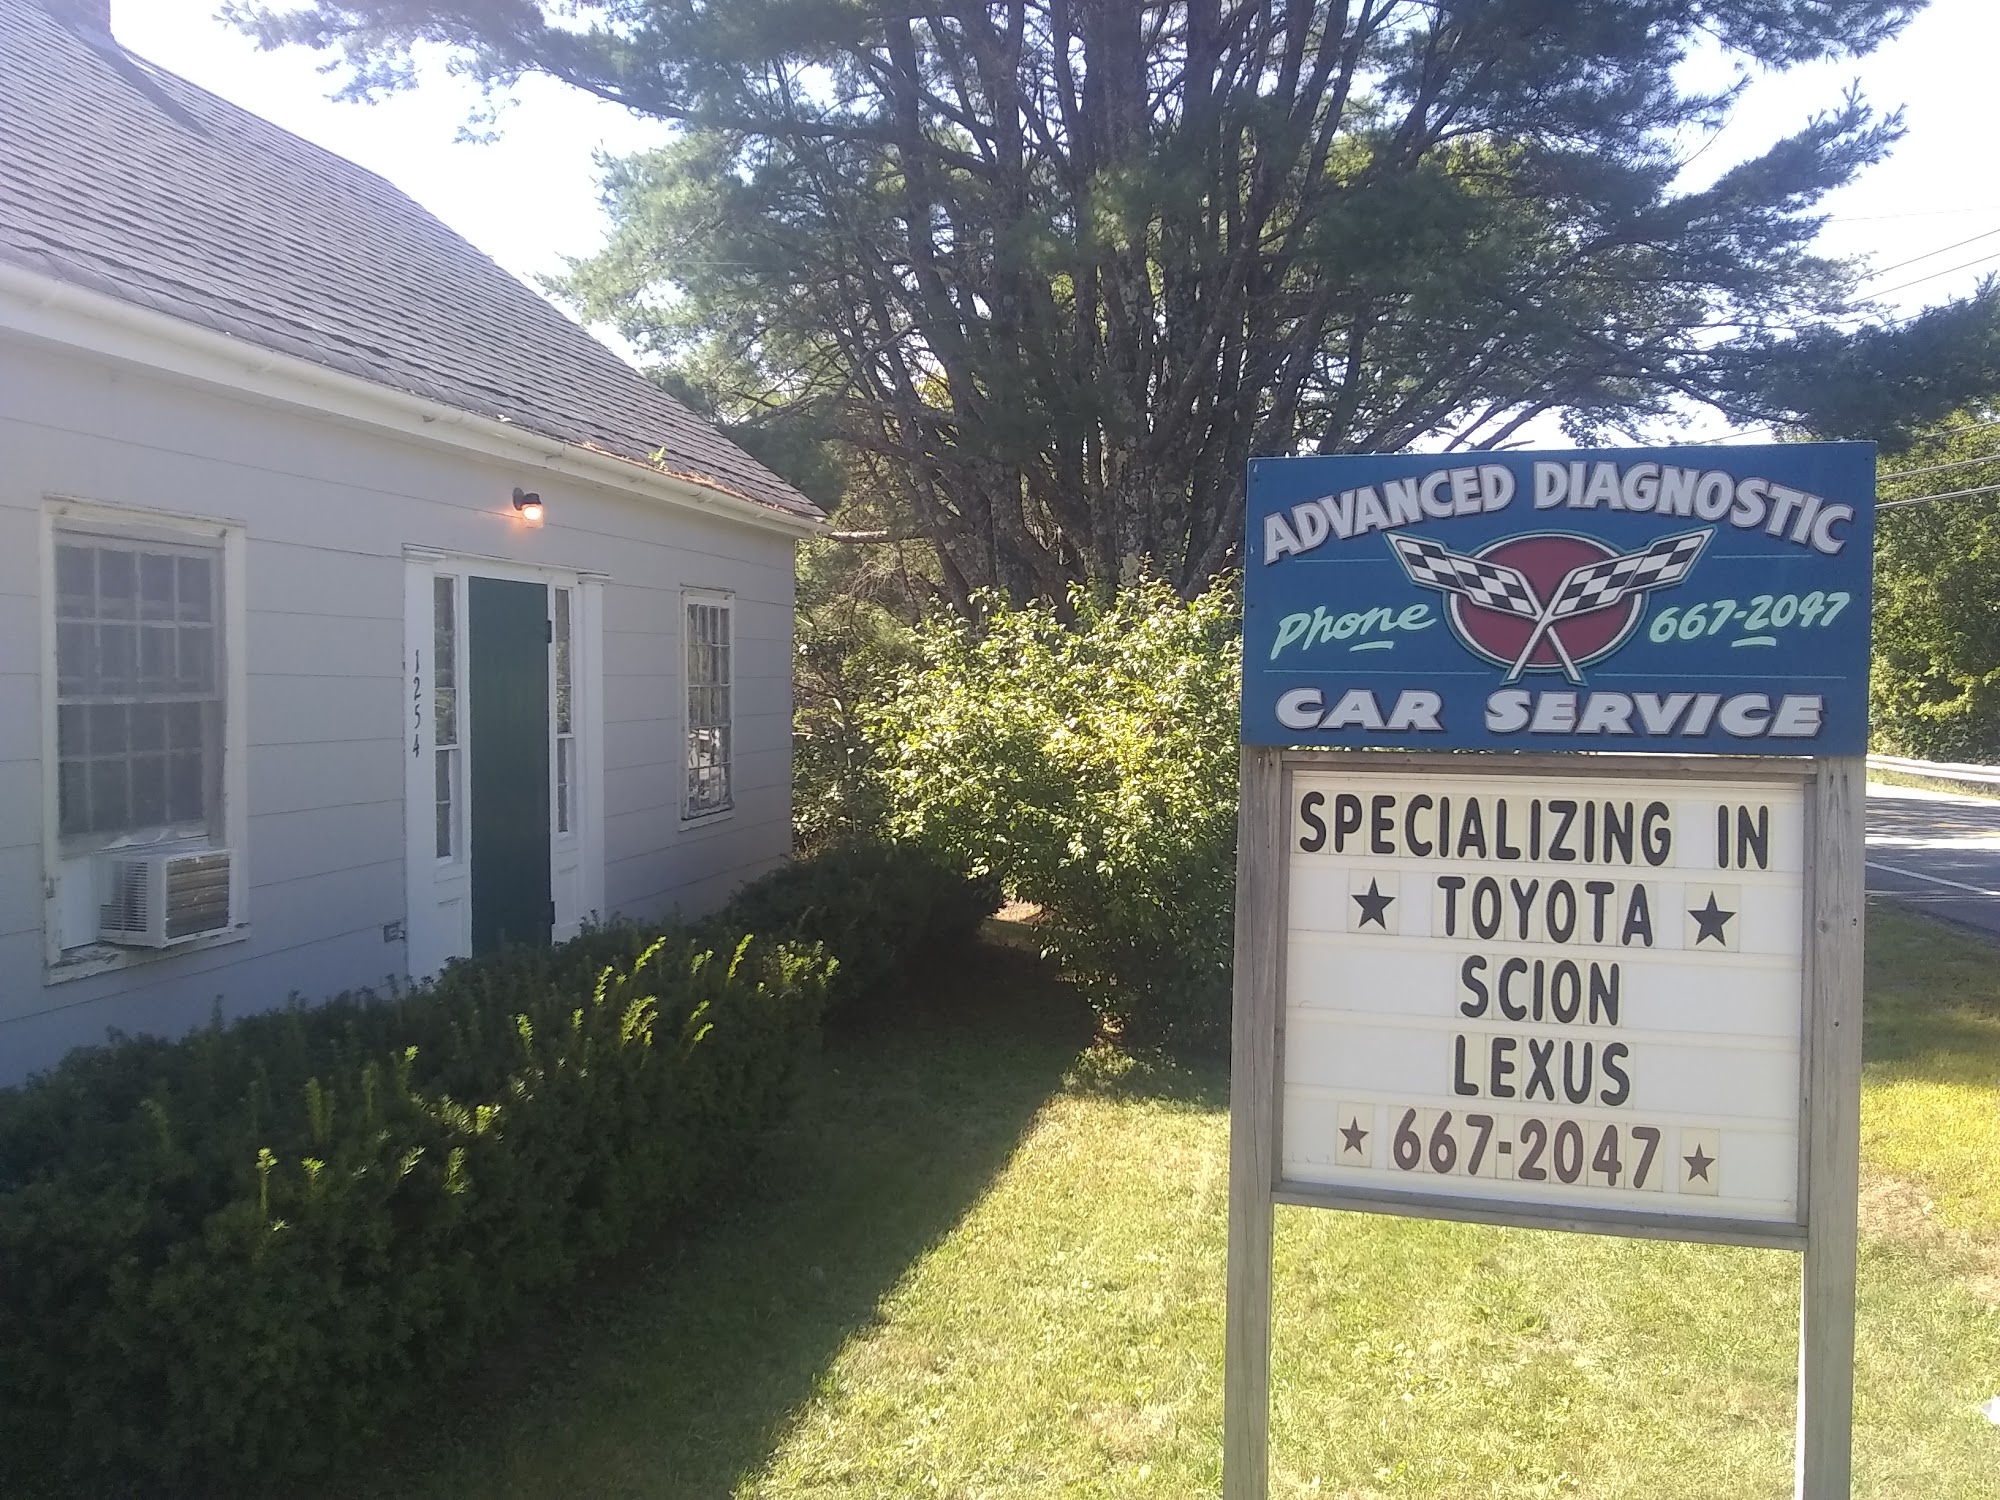 1254
ADVANCED DIAGNOSTIC
Phone 667-2047
CAR SERVICE
SPECIALIZING IN
★ TOYOTA ★
SCION
LEXUS
★ 667-2047 ★